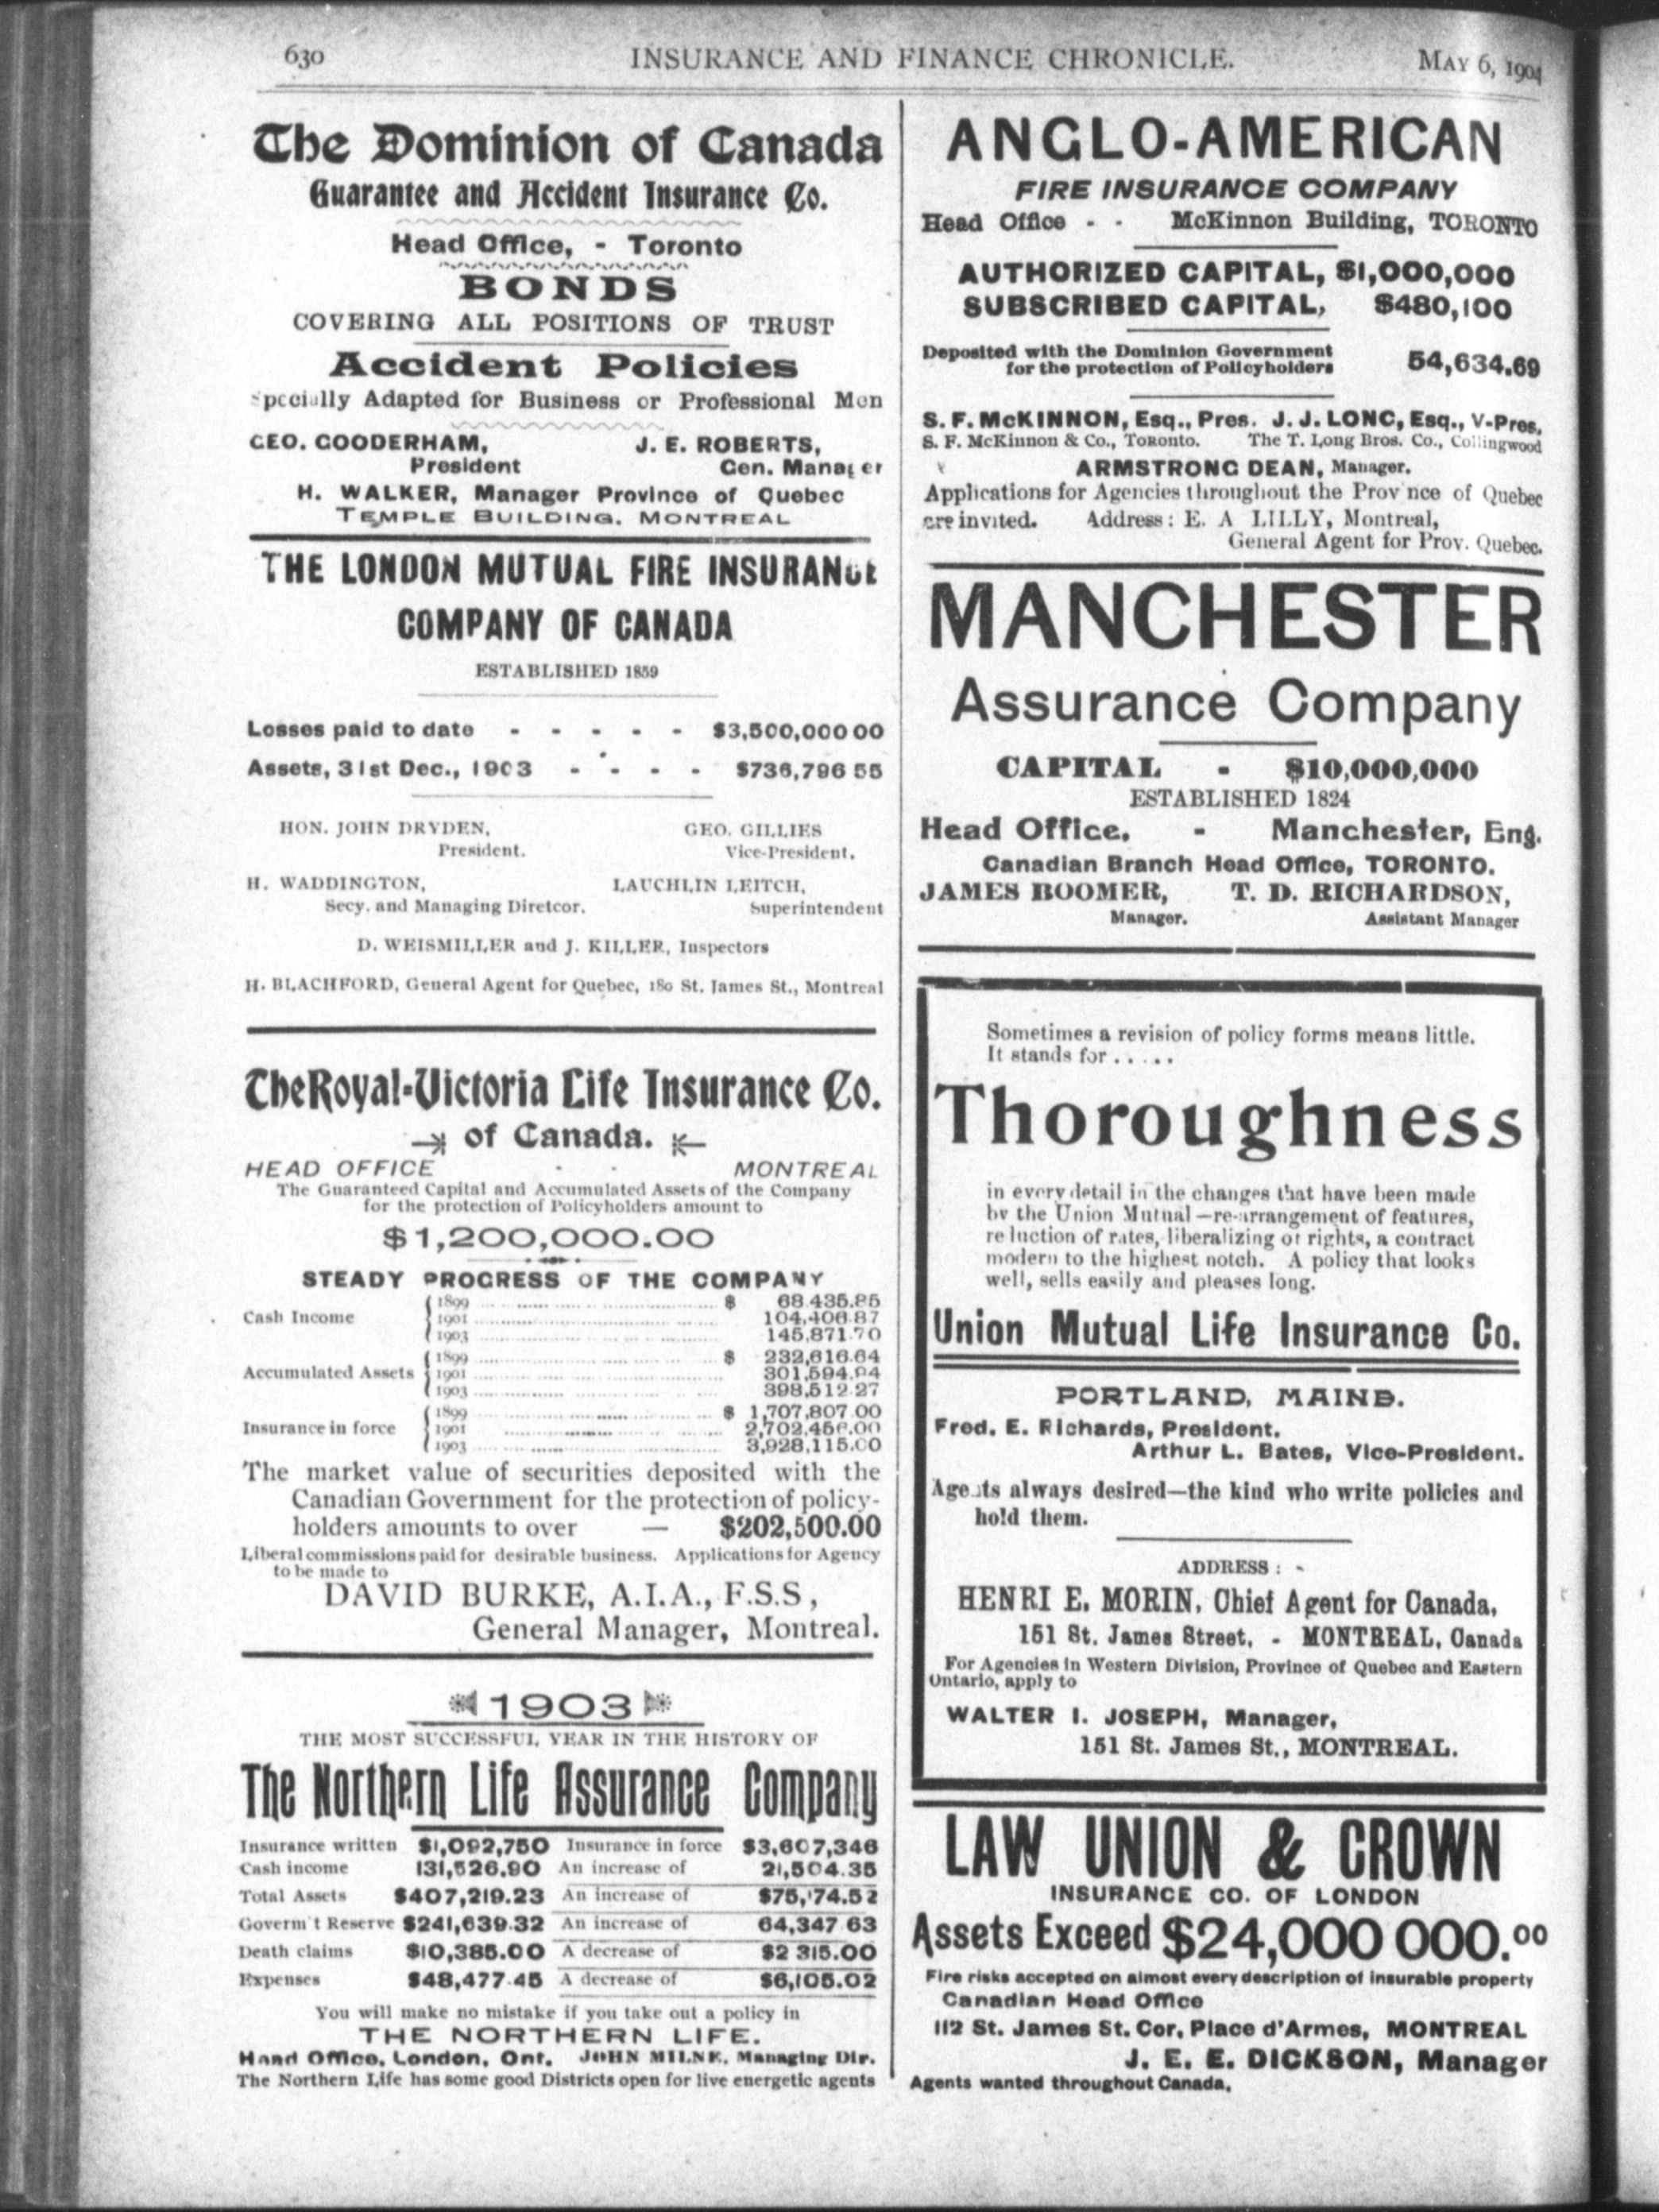 630 INSURANCE AND FINANCE CHRONICLE. MAY 6, 1904
The Dominion of Canada
Guarantee and Accident Insurance Co.
Head Office, - Toronto
BONDS
COVERING ALL POSITIONS OF TRUST
Accident Policies
Specially Adapted for Business or Professional Men
GEO. GOODERHAM, J. E. ROBERTS,
President Gen. Manager
H. WALKER, Manager Province of Quebec
TEMPLE BUILDING. MONTREAL
THE LONDON MUTUAL FIRE INSURANCE
COMPANY OF CANADA
ESTABLISHED 1859
Losses paid to date - - - - - $3,500,000 00
Assets, 31st Dec., 1903 - - - - $736,796 55
HON. JOHN DRYDEN, GEO. GILLIES
President. Vice-President.
H. WADDINGTON, LAUCHLIN LEITCH,
Secy. and Managing Diretcor. Superintendent
D. WEISMILLER and J. KILLER, Inspectors
H. BLACHFORD, General Agent for Quebec, 180 St. James St., Montreal
The Royal-Victoria Life Insurance Co.
of Canada.
HEAD OFFICE - - MONTREAL
The Guaranteed Capital and Accumulated Assets of the Company
for the protection of Policyholders amount to
$1,200,000.00
STEADY PROGRESS OF THE COMPANY
1899 $ 68.435.85
Cash Income 1901 104,406.87
1903 145,871.70
1899 $ 232,616.64
Accumulated Assets 1901 301,594.94
1903 398,512.27
1899 $ 1,707,807.00
Insurance in force 1901 2,702,456.00
1903 3,928,115.00
The market value of securities deposited with the
Canadian Government for the protection of policy-
holders amounts to over — $202,500.00
Liberal commissions paid for desirable business. Applications for Agency
to be made to
DAVID BURKE, A.I.A., F.S.S,
General Manager, Montreal.
1903
THE MOST SUCCESSFUL YEAR IN THE HISTORY OF
The Northern Life Assurance Company
Insurance written $1,092,750 Insurance in force $3,607,346
Cash income 131,526.90 An increase of 21,504.35
Total Assets $407,219.23 An increase of
Goverm't Reserve $241,639.32 An increase of 64,347 63
Death claims $10,385.00 A decrease of $2 315.00
Expenses $48,477.45 A decrease of $6,105.02
You will make no mistake if you take out a policy in
THE NORTHERN LIFE.
Head Office, London, Ont. JOHN MILNE, Managing Dir.
The Northern Life has some good Districts open for live energetic agents
ANGLO-AMERICAN
FIRE INSURANCE COMPANY
Head Office - - McKinnon Building, TORONTO
AUTHORIZED CAPITAL, $1,000,000
SUBSCRIBED CAPITAL, $480,100
Deposited with the Dominion Government
for the protection of Policyholders 54,634.69
S. F. McKINNON, Esq., Pres. J. J. LONG, Esq., V-Pres.
S. F. McKinnon & Co., Toronto. The T. Long Bros. Co., Collingwood
ARMSTRONG DEAN, Manager.
Applications for Agencies throughout the Prov nce of Quebec
are invited. Address: E. A LILLY, Montreal,
General Agent for Prov. Quebec.
MANCHESTER
Assurance Company
CAPITAL - $10,000,000
ESTABLISHED 1824
Head Office, - Manchester, Eng.
Canadian Branch Head Office, TORONTO.
JAMES BOOMER, T. D. RICHARDSON,
Manager. Assistant Manager
Sometimes a revision of policy forms means little.
It stands for . . . . .
Thoroughness
in every detail in the changes that have been made
by the Union Mutual—re-arrangement of features,
reduction of rates, liberalizing of rights, a contract
modern to the highest notch. A policy that looks
well, sells easily and pleases long.
Union Mutual Life Insurance Co.
PORTLAND, MAINE.
Fred. E. Richards, President.
Arthur L. Bates, Vice-President.
Agents always desired—the kind who write policies and
hold them.
ADDRESS: -
HENRI E. MORIN, Chief Agent for Canada,
151 St. James Street, - MONTREAL, Canada
For Agencies in Western Division, Province of Quebec and Eastern
Ontario, apply to
WALTER I. JOSEPH, Manager,
151 St. James St., MONTREAL.
LAW UNION & CROWN
INSURANCE CO. OF LONDON
Assets Exceed $24,000 000.00
Fire risks accepted on almost every description of insurable property
Canadian Head Office
112 St. James St. Cor. Place d'Armes, MONTREAL
J. E. E. DICKSON, Manager
Agents wanted throughout Canada,